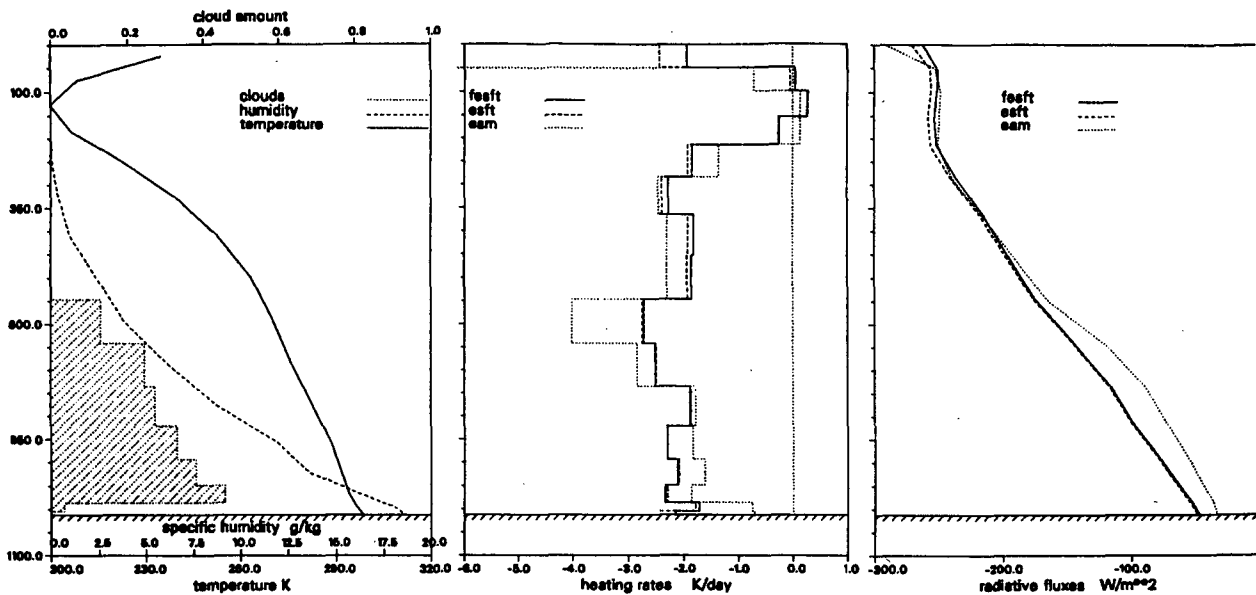 cloud amount
0.0 0.2 0.4 0.6 0.8 1.0
100.0
350.0
600.0
850.0
1100.0
clouds
humidity
temperature
specific humidity g/kg
0.0 2.5 5.0 7.5 10.0 12.5 15.0 17.5 20.0
200.0 230.0 260.0 290.0 320.0
temperature K
fesft
esft
eam
-6.0 -5.0 -4.0 -3.0 -2.0 -1.0 0.0 1.0
heating rates K/day
fesft
esft
eam
-300.0 -200.0 -100.0
radiative fluxes W/m**2